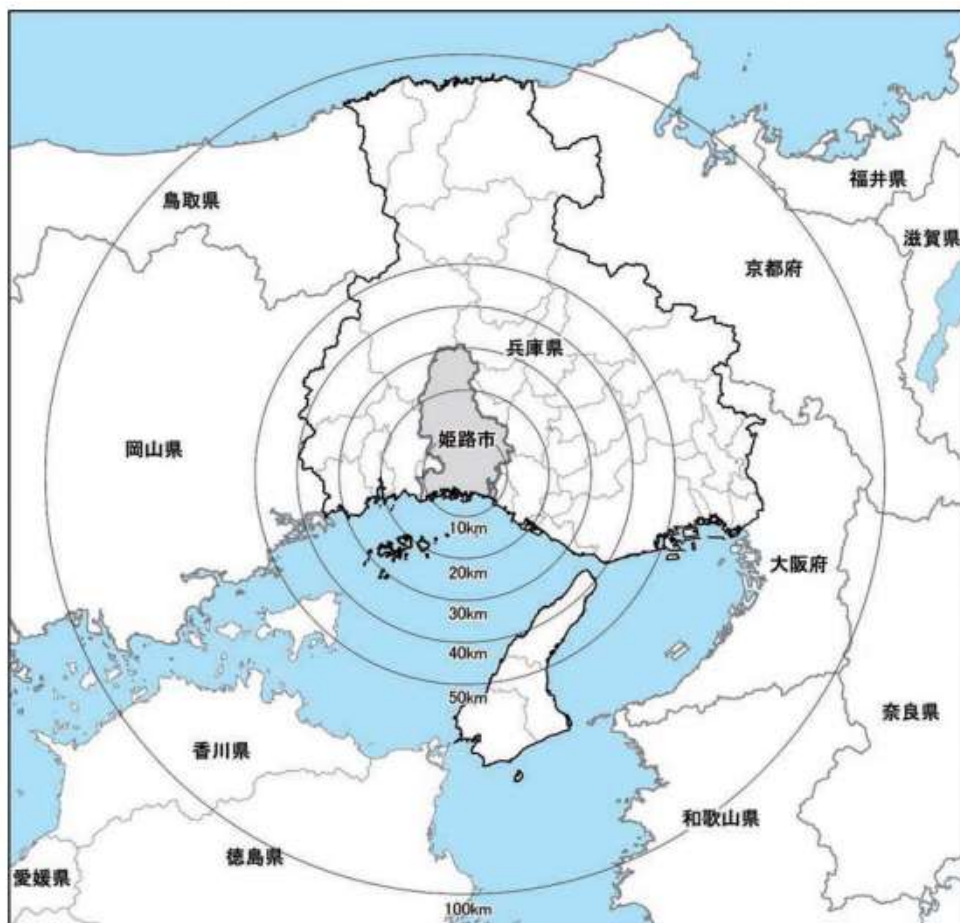 福井県
鳥取県
滋賀県
京都府
兵庫県
姫路市
岡山県
10km
大阪府
20km
30km
40km
50km
奈良県
香川県
和歌山県
徳島県
愛媛県
100km